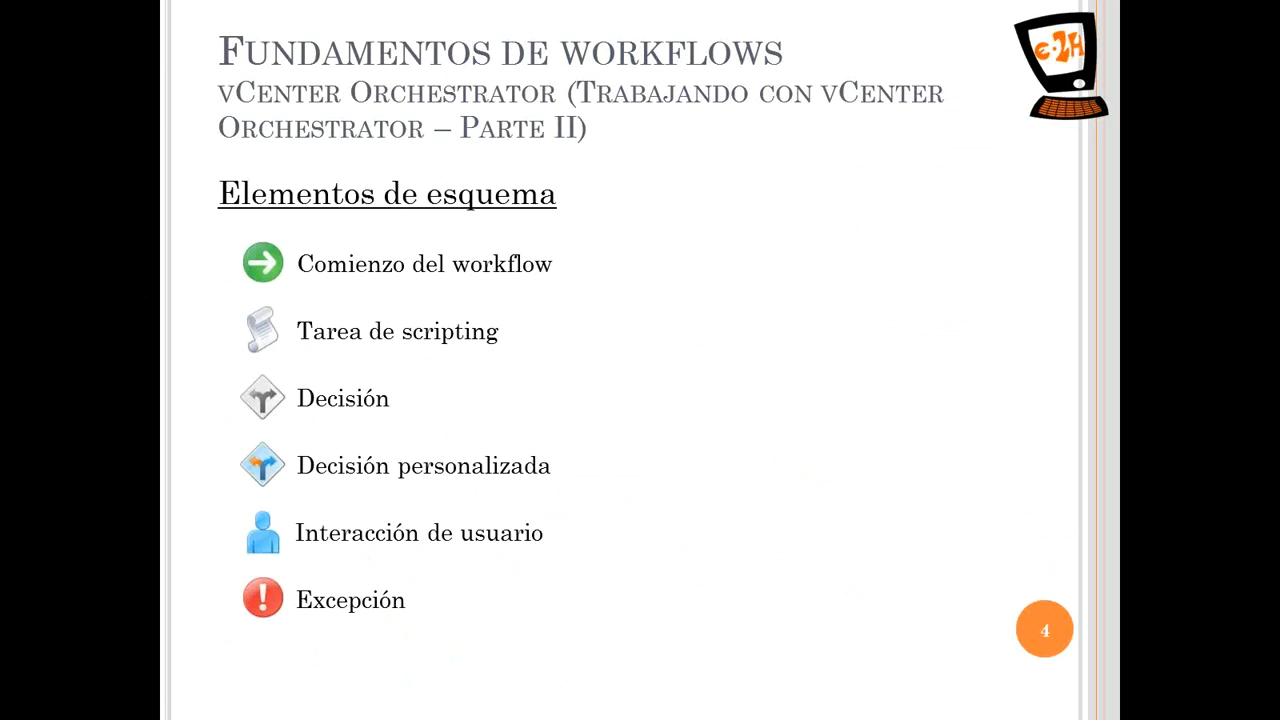 FUNDAMENTOS DE WORKFLOWS
VCENTER ORCHESTRATOR (TRABAJANDO CON VCENTER
ORCHESTRATOR – PARTE II)
e-2H
Elementos de esquema
Comienzo del workflow
Tarea de scripting
Decisión
Decisión personalizada
Interacción de usuario
Excepción
4